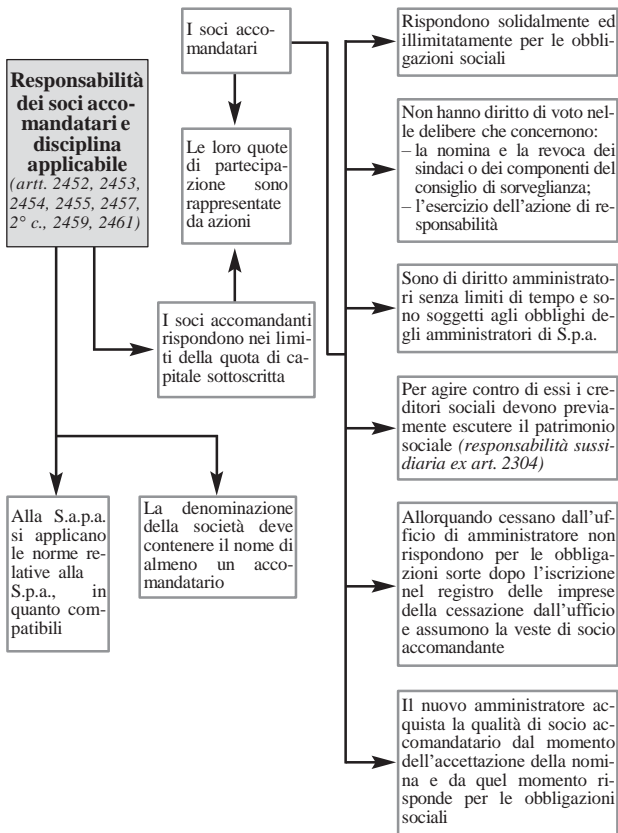 Responsabilità
dei soci acco-
mandatari e
disciplina
applicabile
(artt. 2452, 2453,
2454, 2455, 2457,
2° c., 2459, 2461)
I soci acco-
mandatari
Le loro quote
di partecipa-
zione sono
rappresentate
da azioni
I soci accomandanti
rispondono nei limi-
ti della quota di ca-
pitale sottoscritta
Alla S.a.p.a.
si applicano
le norme re-
lative alla
S.p.a., in
quanto com-
patibili
La denominazione
della società deve
contenere il nome di
almeno un acco-
mandatario
Rispondono solidalmente ed
illimitatamente per le obbli-
gazioni sociali
Non hanno diritto di voto nel-
le delibere che concernono:
– la nomina e la revoca dei
sindaci o dei componenti del
consiglio di sorveglianza;
– l'esercizio dell'azione di re-
sponsabilità
Sono di diritto amministrato-
ri senza limiti di tempo e so-
no soggetti agli obblighi de-
gli amministratori di S.p.a.
Per agire contro di essi i cre-
ditori sociali devono previa-
mente escutere il patrimonio
sociale (responsabilità sussi-
diaria ex art. 2304)
Allorquando cessano dall'uf-
ficio di amministratore non
rispondono per le obbliga-
zioni sorte dopo l'iscrizione
nel registro delle imprese
della cessazione dall'ufficio
e assumono la veste di socio
accomandante
Il nuovo amministratore ac-
quista la qualità di socio ac-
comandatario dal momento
dell'accettazione della nomi-
na e da quel momento ri-
sponde per le obbligazioni
sociali